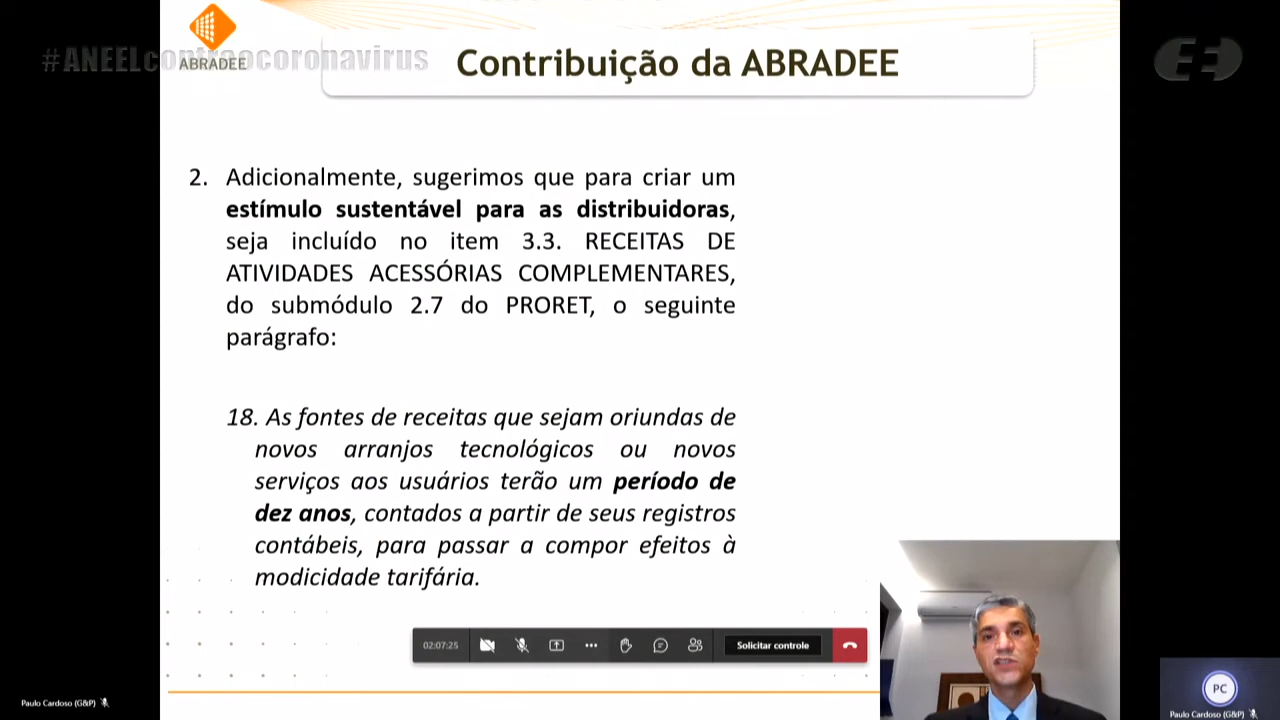 #ANEELcontraocoronavirus
ABRADEE
Contribuição da ABRADEE
2. Adicionalmente, sugerimos que para criar um
estímulo sustentável para as distribuidoras,
seja incluído no item 3.3. RECEITAS DE
ATIVIDADES ACESSÓRIAS COMPLEMENTARES,
do submódulo 2.7 do PRORET, o seguinte
parágrafo:
18. As fontes de receitas que sejam oriundas de
novos arranjos tecnológicos ou novos
serviços aos usuários terão um período de
dez anos, contados a partir de seus registros
contábeis, para passar a compor efeitos à
modicidade tarifária.
02:07:25
Solicitar controle
Paulo Cardoso (G&P)
PC
Paulo Cardoso (G&P)